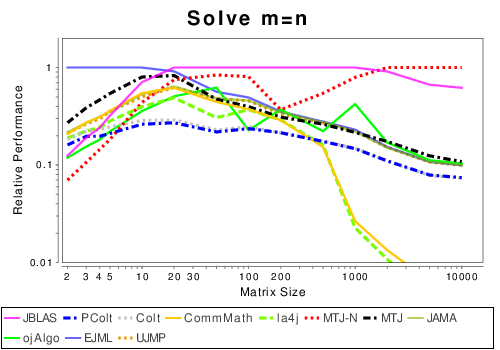 Solve m=n
Relative Performance
1
0.1
0.01
2 3 4 5 10 20 30 100 200 1000 10000
Matrix Size
JBLAS PColt Colt CommMath la4j MTJ-N MTJ JAMA
ojAlgo EJML UJMP